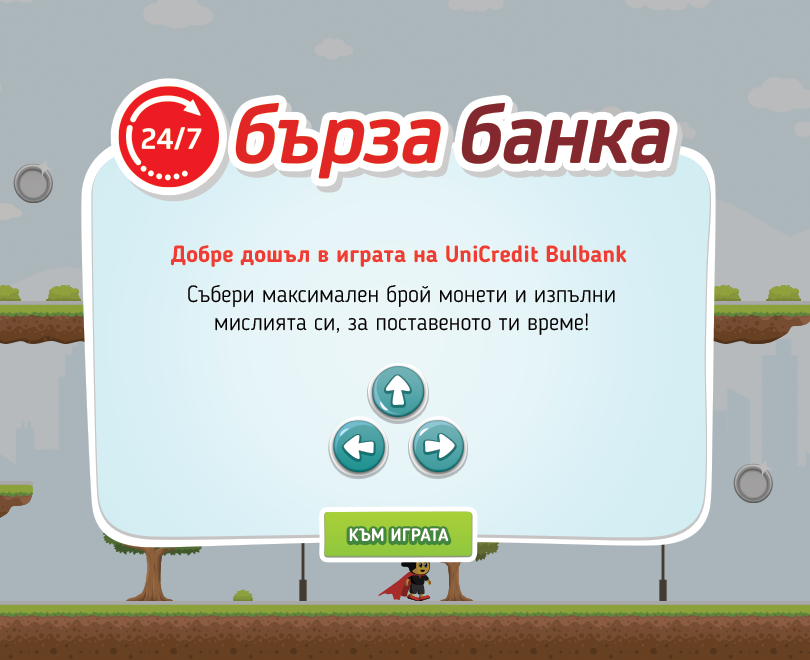 24/7
бърза банка
Добре дошъл в играта на UniCredit Bulbank
Събери максимален брой монети и изпълни
мислията си, за поставеното ти време!
КЪМ ИГРАТА